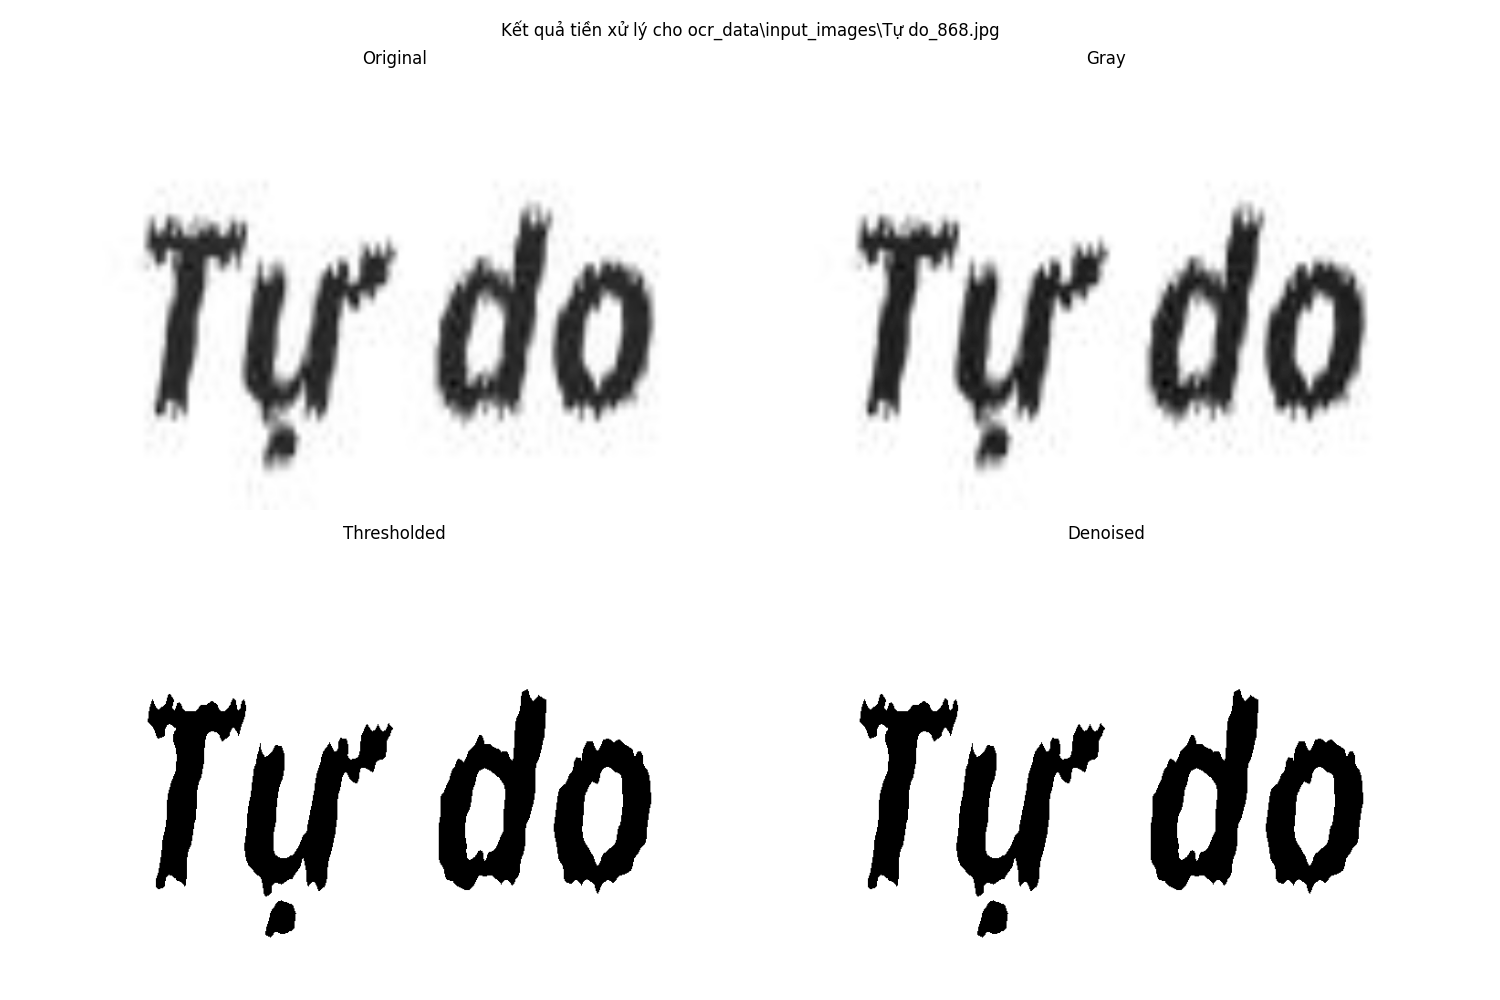 Kết quả tiền xử lý cho ocr_data\input_images\Tự do_868.jpg
Original
Gray
Tự do
Tự do
Thresholded
Denoised
Tự do
Tự do